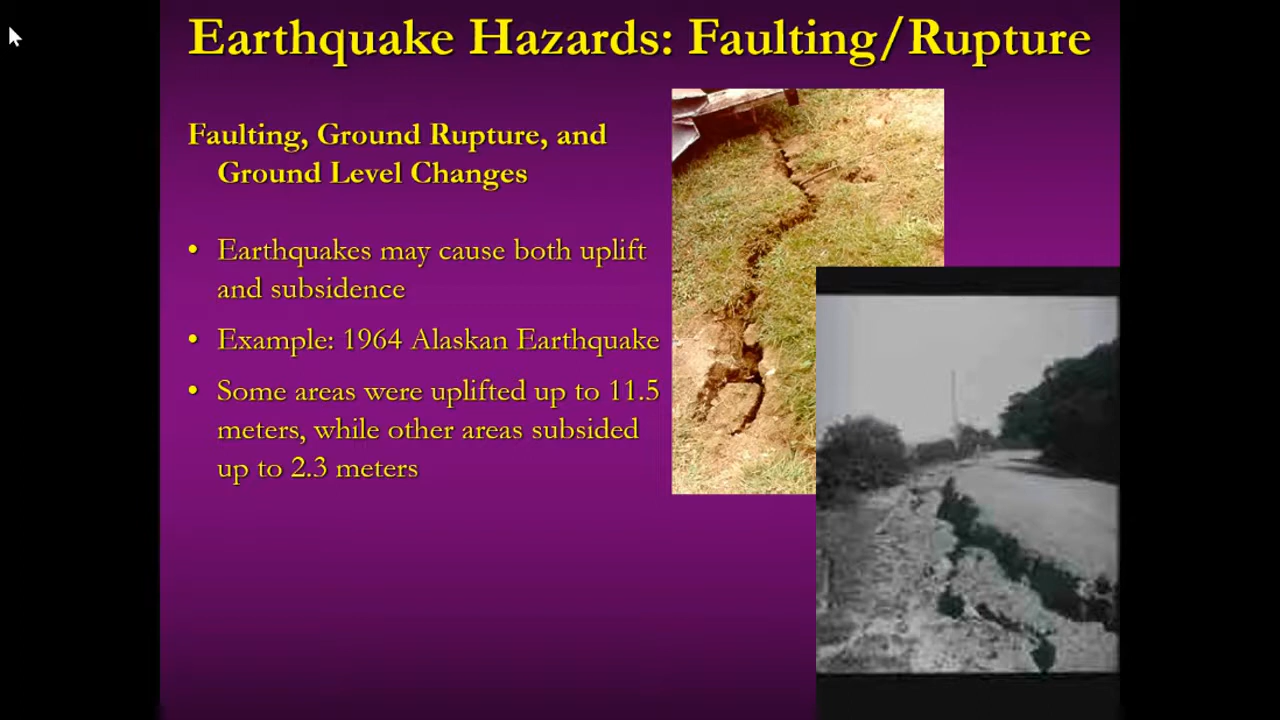 Earthquake Hazards: Faulting/Rupture
Faulting, Ground Rupture, and
Ground Level Changes
• Earthquakes may cause both uplift
and subsidence
• Example: 1964 Alaskan Earthquake
• Some areas were uplifted up to 11.5
meters, while other areas subsided
up to 2.3 meters